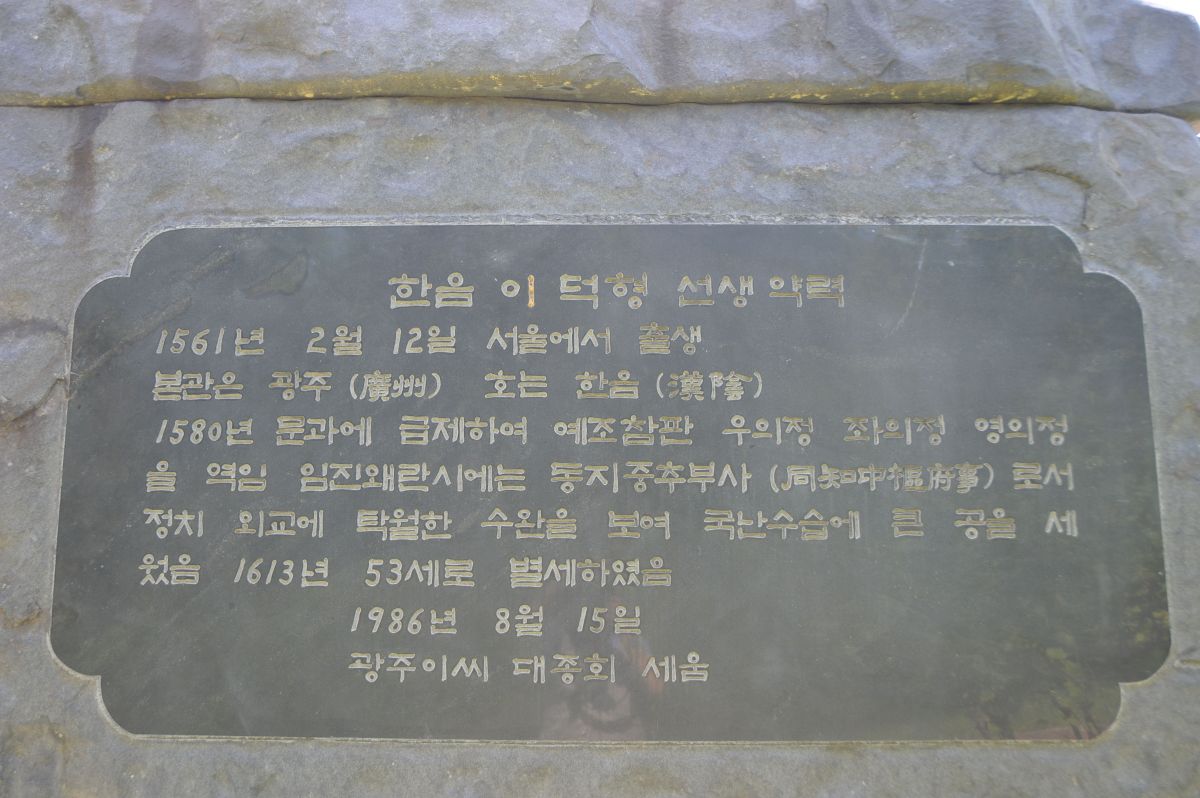 한음 이덕형 선생 약력
1561년 2월 12일 서울에서 출생
본관은 광주 (廣州) 호는 한음 (漢陰)
1580년 문과에 급제하여 예조참판 우의정 좌의정 영의정
을 역임 임진왜란시에는 동지중추부사 (同知中樞府事) 로서
정치 외교에 탁월한 수완을 보여 국난수습에 큰 공을 세
웠음 1613년 53세로 별세하였음
1986년 8월 15일
광주이씨 대종회 세움